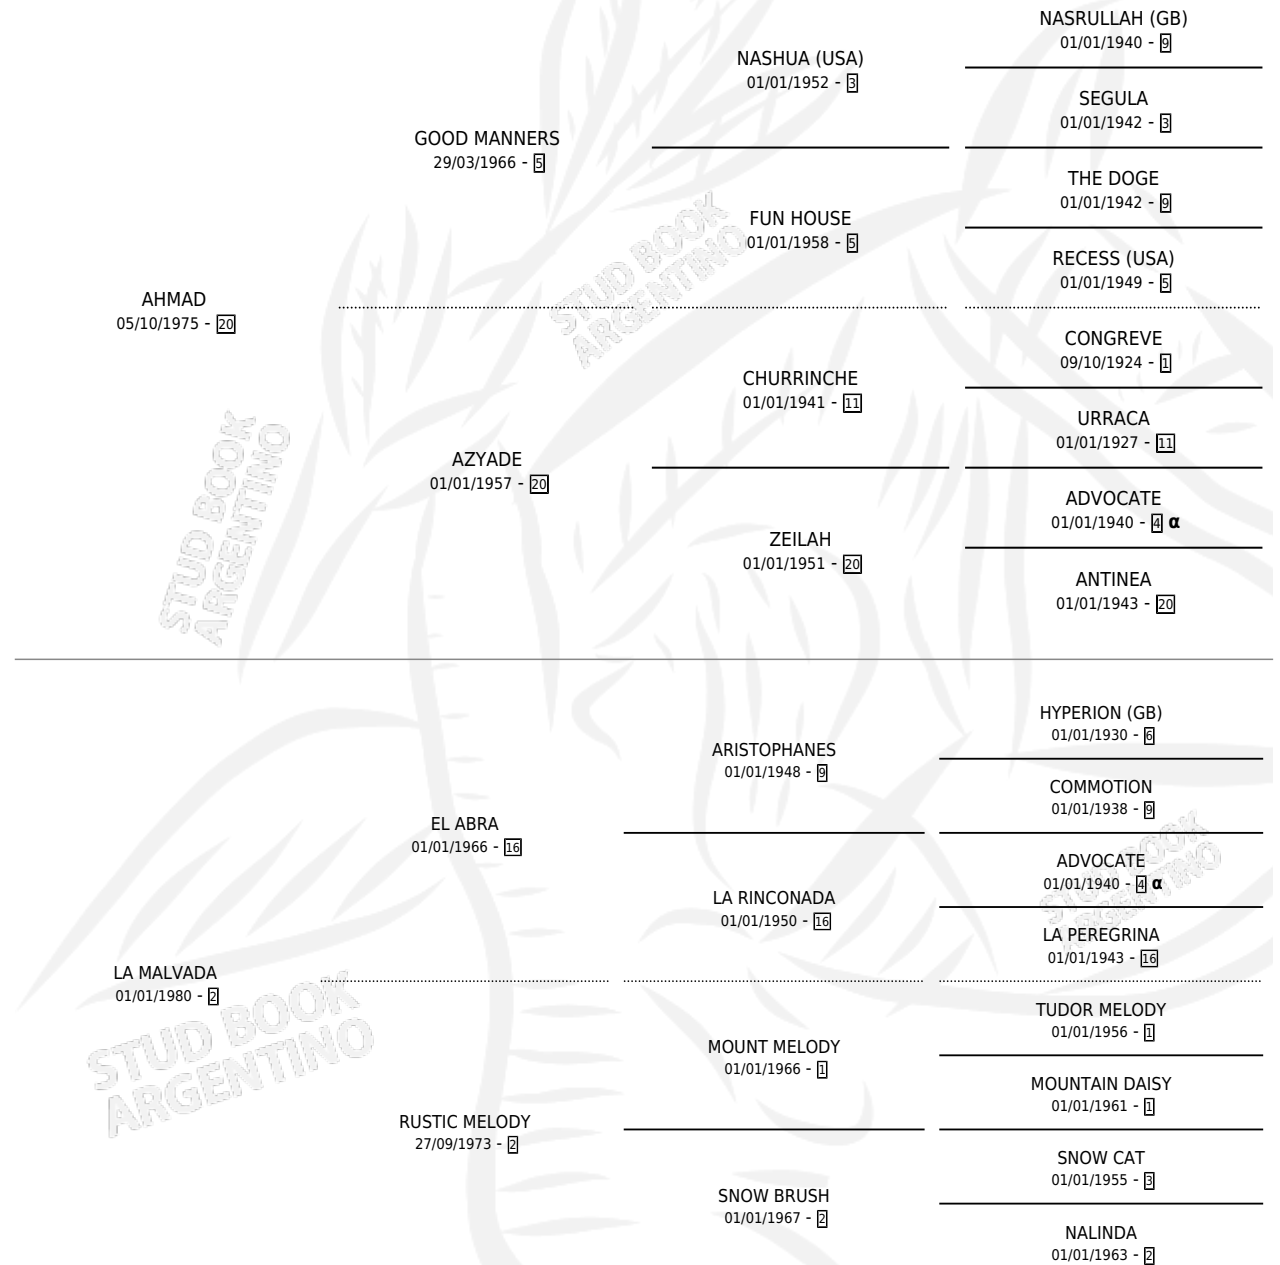 NASRULLAH (GB)
01/01/1940 - 9
NASHUA (USA)
01/01/1952 - 3
SEGULA
01/01/1942 - 3
GOOD MANNERS
29/03/1966 - 5
THE DOGE
01/01/1942 - 9
FUN HOUSE
01/01/1958 - 5
RECESS (USA)
01/01/1949 - 5
AHMAD
05/10/1975 - 20
CONGREVE
09/10/1924 - 1
CHURRINCHE
01/01/1941 - 11
URRACA
01/01/1927 - 11
AZYADE
01/01/1957 - 20
ADVOCATE
01/01/1940 - 4 α
ZEILAH
01/01/1951 - 20
ANTINEA
01/01/1943 - 20
HYPERION (GB)
01/01/1930 - 6
ARISTOPHANES
01/01/1948 - 9
COMMOTION
01/01/1938 - 9
EL ABRA
01/01/1966 - 16
ADVOCATE
01/01/1940 - 4 α
LA RINCONADA
01/01/1950 - 16
LA PEREGRINA
01/01/1943 - 16
LA MALVADA
01/01/1980 - 2
TUDOR MELODY
01/01/1956 - 1
MOUNT MELODY
01/01/1966 - 1
MOUNTAIN DAISY
01/01/1961 - 1
RUSTIC MELODY
27/09/1973 - 2
SNOW CAT
01/01/1955 - 3
SNOW BRUSH
01/01/1967 - 2
NALINDA
01/01/1963 - 2
STUD BOOK
ARGENTINO
STUD BOOK
ARGENTINO
STUD BOOK
ARGENTINO
STUD BOOK
ARGENTINO